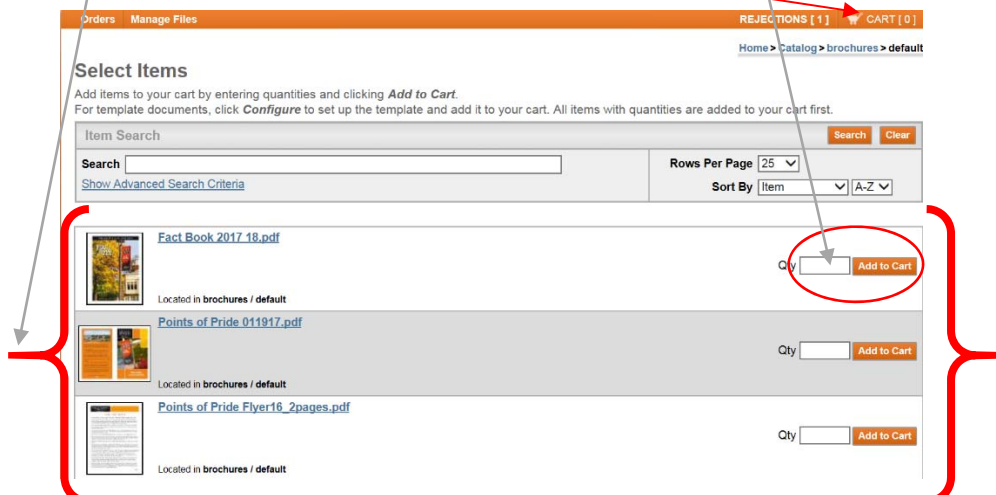 Orders Manage Files REJECTIONS [ 1 ] CART [ 0 ]
Home > Catalog > brochures > default
Select Items
Add items to your cart by entering quantities and clicking Add to Cart.
For template documents, click Configure to set up the template and add it to your cart. All items with quantities are added to your cart first.
Item Search Search Clear
Search Rows Per Page 25
Show Advanced Search Criteria Sort By Item A-Z
Fact Book 2017 18.pdf
Qty Add to Cart
Located in brochures / default
Points of Pride 011917.pdf
Qty Add to Cart
Located in brochures / default
Points of Pride Flyer16_2pages.pdf
Qty Add to Cart
Located in brochures / default